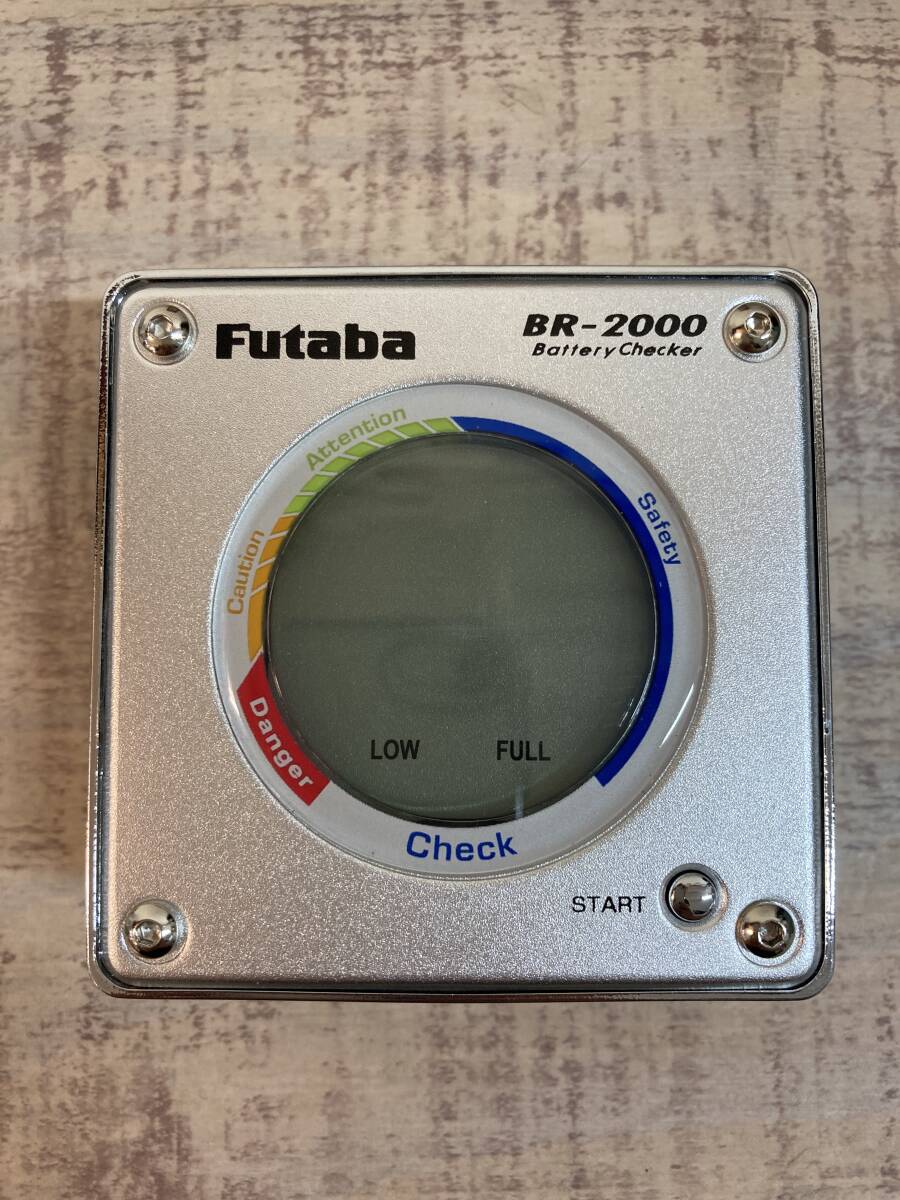 Futaba
BR-2000
Battery Checker
Attention
Safety
Caution
Danger
LOW
FULL
Check
START